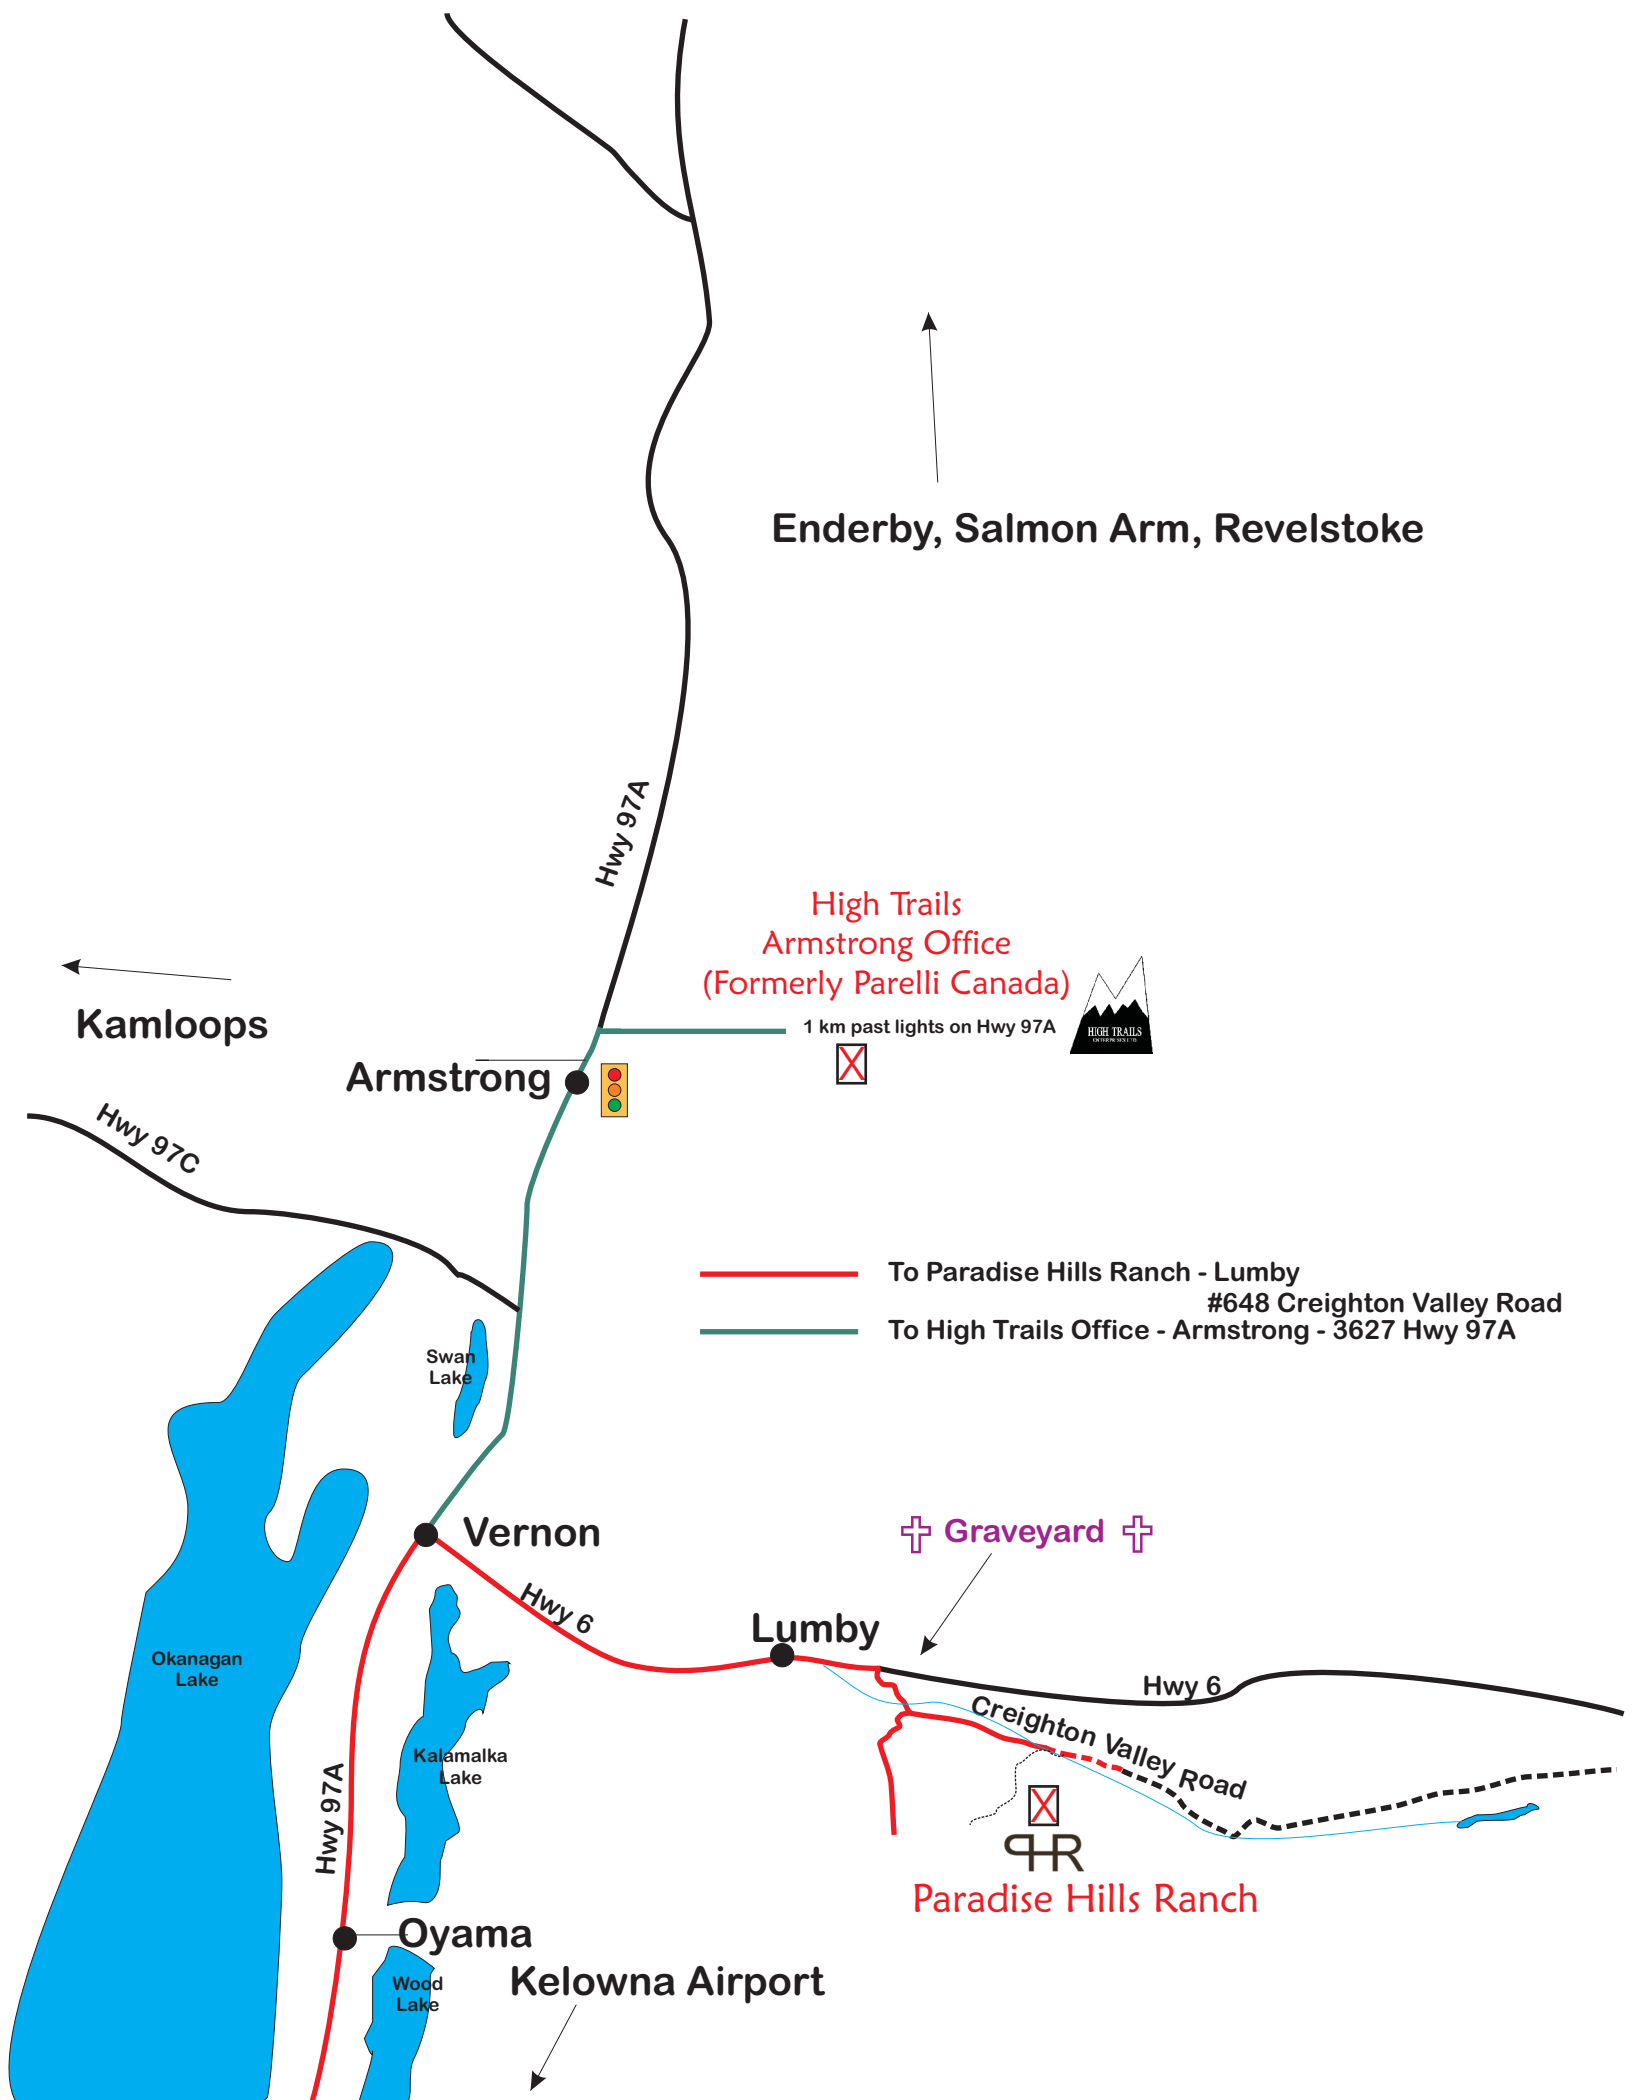 Enderby, Salmon Arm, Revelstoke
Hwy 97A
High Trails
Armstrong Office
(Formerly Parelli Canada)
1 km past lights on Hwy 97A
HIGH TRAILS
ENTERPRISES LTD
Kamloops
Armstrong
Hwy 97C
To Paradise Hills Ranch - Lumby
#648 Creighton Valley Road
To High Trails Office - Armstrong - 3627 Hwy 97A
Swan
Lake
Vernon
Graveyard
Hwy 6
Lumby
Okanagan
Lake
Hwy 6
Creighton Valley Road
Kalamalka
Lake
Hwy 97A
PHR
Paradise Hills Ranch
Oyama
Wood
Lake
Kelowna Airport